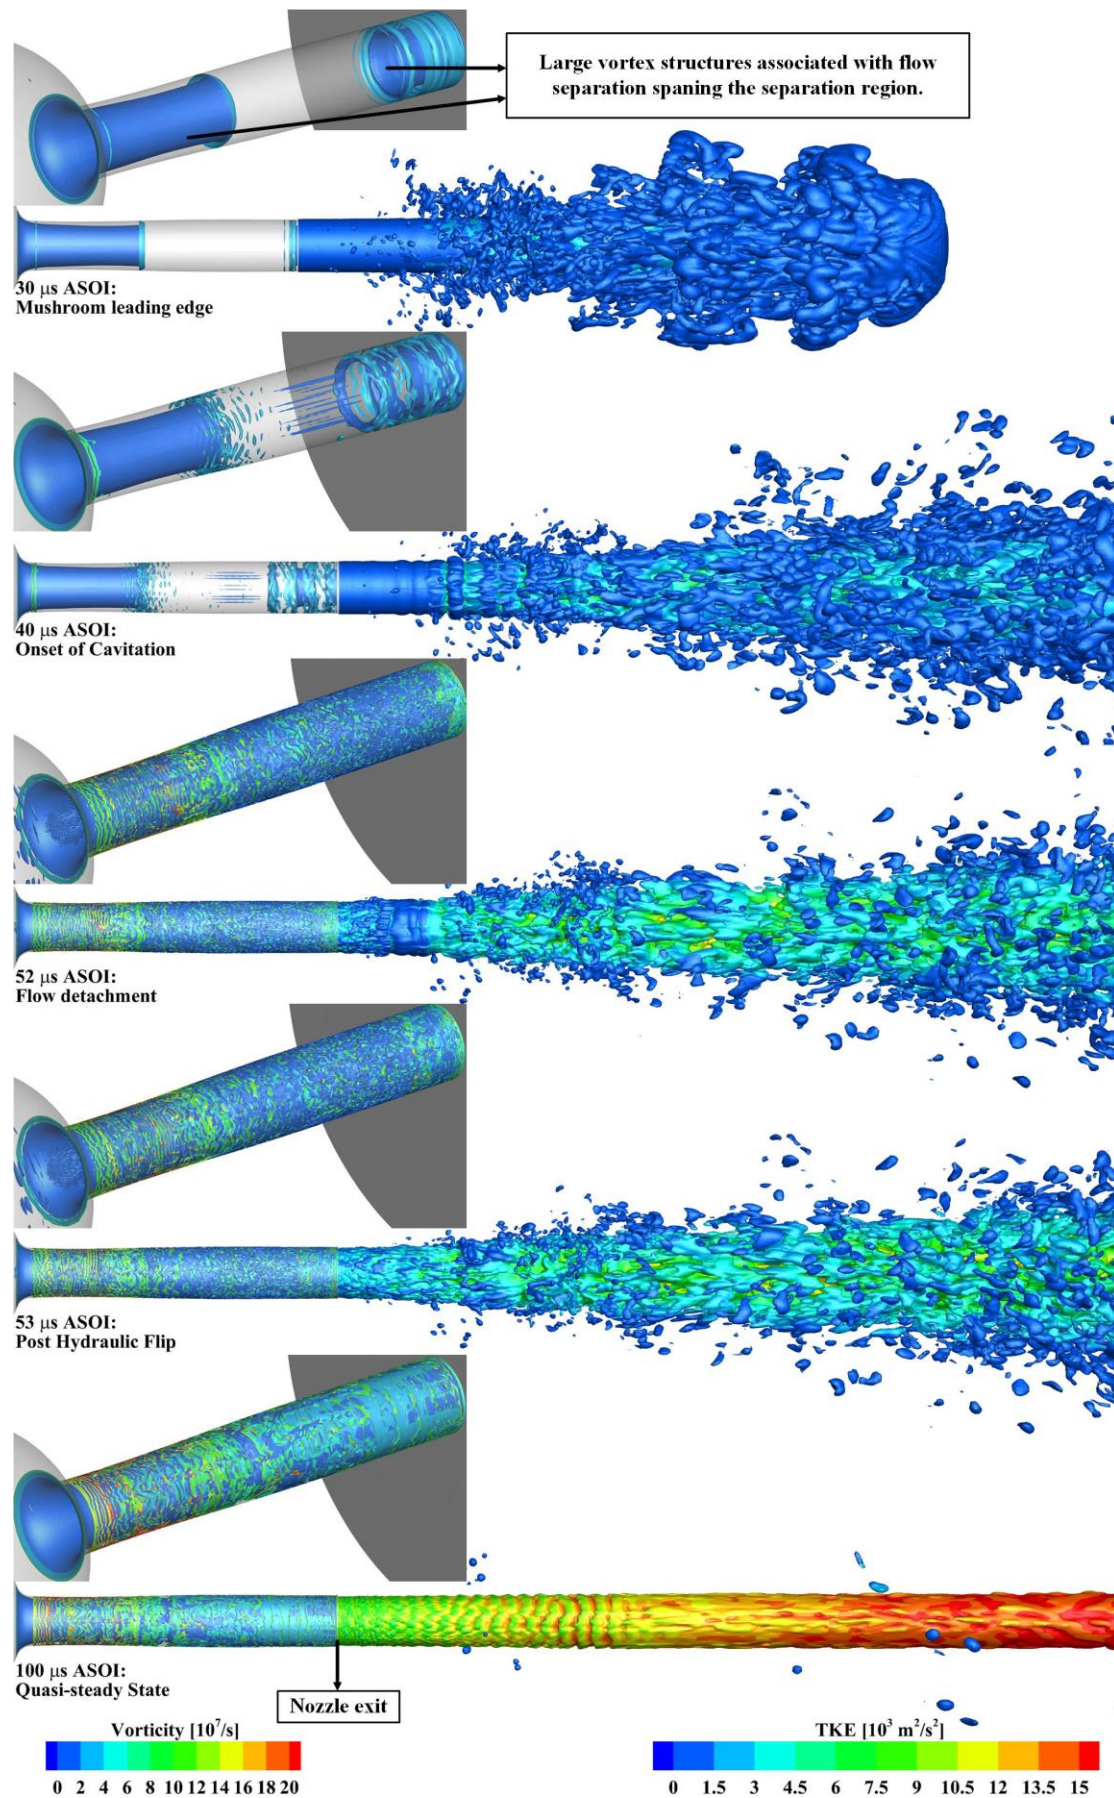 Large vortex structures associated with flow
separation spaning the separation region.
30 μs ASOI:
Mushroom leading edge
40 μs ASOI:
Onset of Cavitation
52 μs ASOI:
Flow detachment
53 μs ASOI:
Post Hydraulic Flip
100 μs ASOI:
Quasi-steady State
Nozzle exit
Vorticity [10⁷/s]
0 2 4 6 8 10 12 14 16 18 20
TKE [10³ m²/s²]
0 1.5 3 4.5 6 7.5 9 10.5 12 13.5 15